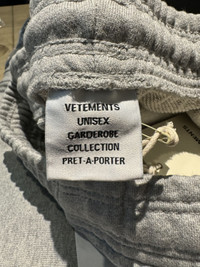 VETEMENTS
UNISEX
GARDEROBE
COLLECTION
PRET-A-PORTER